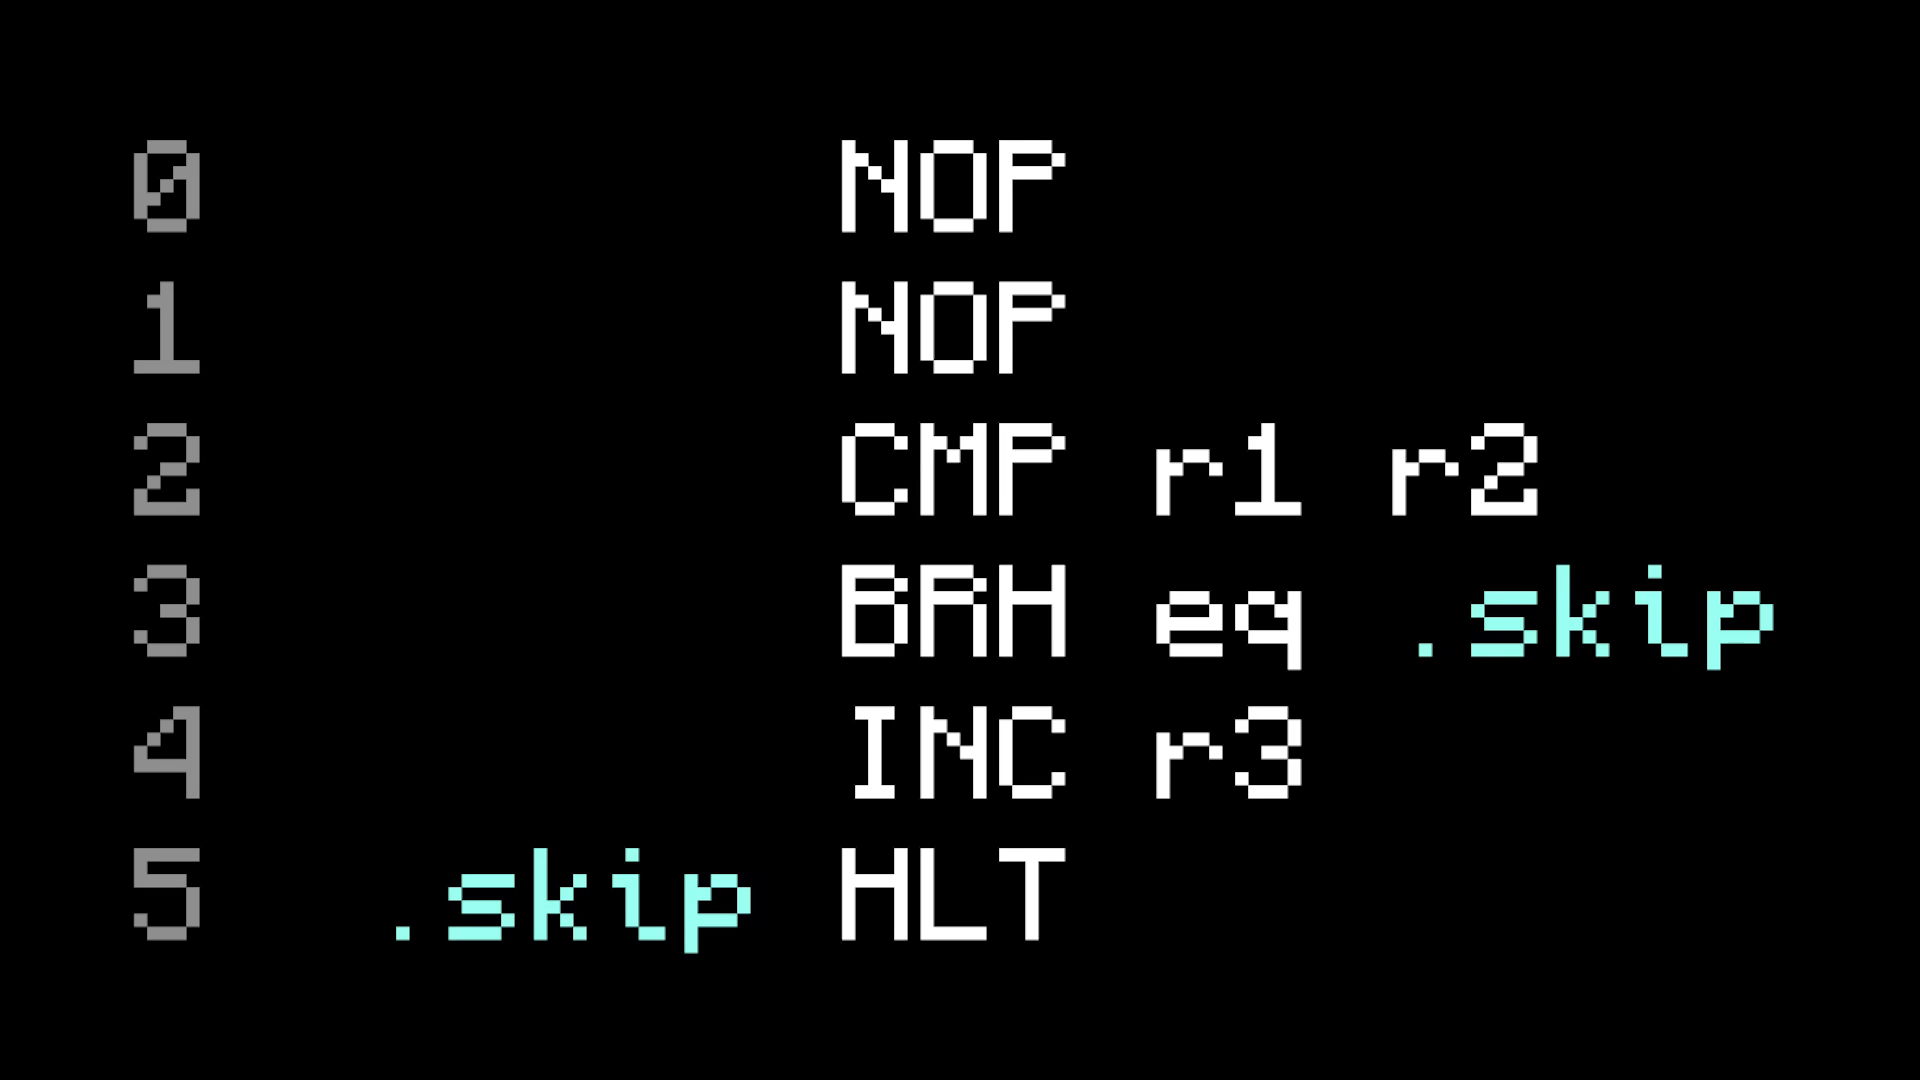 0 NOP
1 NOP
2 CMP r1 r2
3 BRH eq .skip
4 INC r3
5 .skip HLT